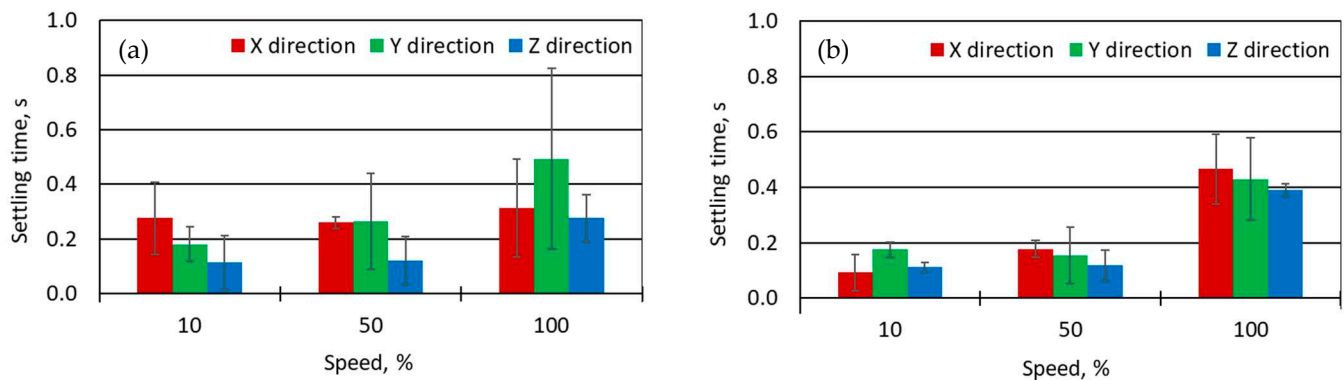 1.0
(a)
X direction Y direction Z direction
0.8
0.6
0.4
0.2
0.0
Settling time, s
10 50 100
Speed, %
1.0
(b)
X direction Y direction Z direction
0.8
0.6
0.4
0.2
0.0
Settling time, s
10 50 100
Speed, %